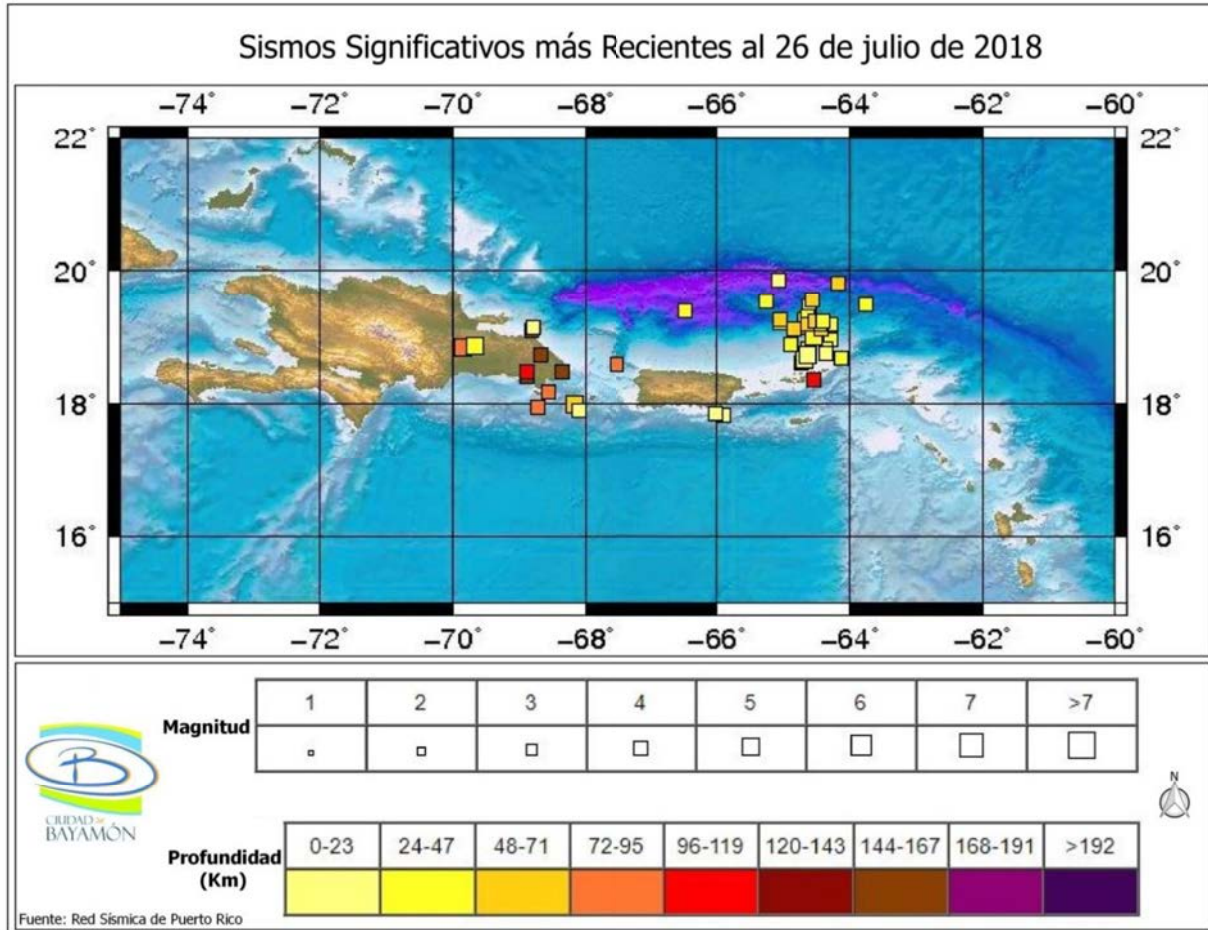 Sismos Significativos más Recientes al 26 de julio de 2018
−74° −72° −70° −68° −66° −64° −62° −60°
22° 22°
20° 20°
18° 18°
16° 16°
−74° −72° −70° −68° −66° −64° −62° −60°
Magnitud
1 2 3 4 5 6 7 >7
N
B
CIUDAD DE
BAYAMÓN
Profundidad
(Km)
0-23 24-47 48-71 72-95 96-119 120-143 144-167 168-191 >192
Fuente: Red Sísmica de Puerto Rico